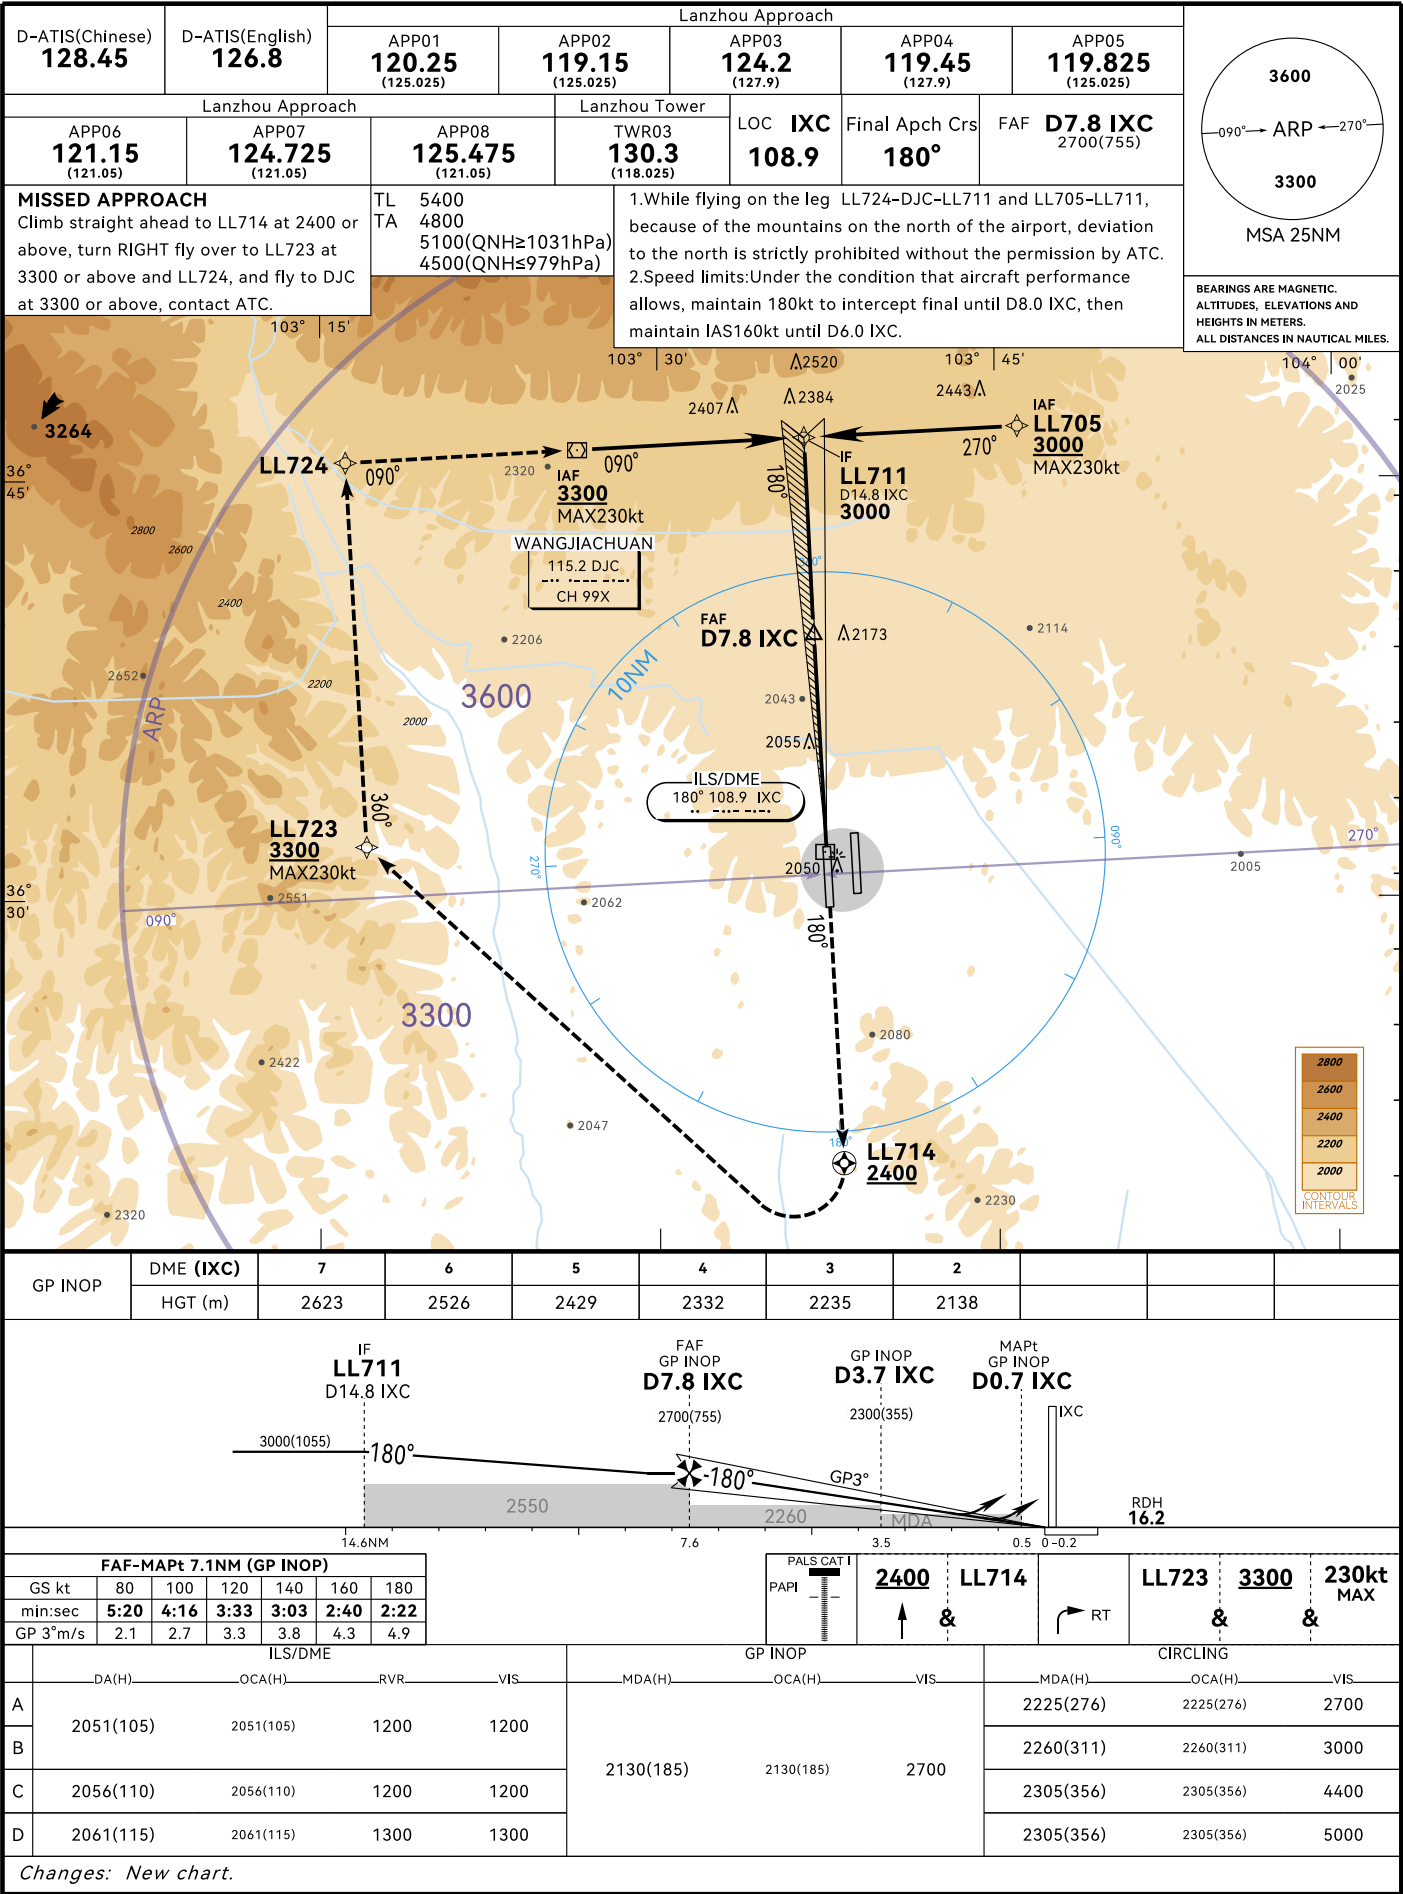 D-ATIS(Chinese)
128.45
D-ATIS(English)
126.8
Lanzhou Approach
APP01
120.25
(125.025)
APP02
119.15
(125.025)
APP03
124.2
(127.9)
APP04
119.45
(127.9)
APP05
119.825
(125.025)
Lanzhou Approach
APP06
121.15
(121.05)
APP07
124.725
(121.05)
APP08
125.475
(121.05)
Lanzhou Tower
TWR03
130.3
(118.025)
LOC IXC
108.9
Final Apch Crs
180°
FAF D7.8 IXC
2700(755)
3600
090° ARP 270°
3300
MSA 25NM
MISSED APPROACH
Climb straight ahead to LL714 at 2400 or
above, turn RIGHT fly over to LL723 at
3300 or above and LL724, and fly to DJC
at 3300 or above, contact ATC.
TL 5400
TA 4800
5100(QNH≥1031hPa)
4500(QNH≤979hPa)
1.While flying on the leg LL724-DJC-LL711 and LL705-LL711,
because of the mountains on the north of the airport, deviation
to the north is strictly prohibited without the permission by ATC.
2.Speed limits:Under the condition that aircraft performance
allows, maintain 180kt to intercept final until D8.0 IXC, then
maintain IAS160kt until D6.0 IXC.
BEARINGS ARE MAGNETIC.
ALTITUDES, ELEVATIONS AND
HEIGHTS IN METERS.
ALL DISTANCES IN NAUTICAL MILES.
103° 15'
103° 30'
103° 45'
104° 00'
2520
2384
2407
2443
2025
3264
IAF
LL705
3000
MAX230kt
270°
LL724
090°
2320
090°
IAF
3300
MAX230kt
180°
IF
LL711
D14.8 IXC
3000
36°
45'
WANGJIACHUAN
115.2 DJC
CH 99X
2800
2600
2400
2200
2000
360°
2206
2114
FAF
D7.8 IXC
2173
10NM
2652
ARP
3600
2043
2055
ILS/DME
180° 108.9 IXC
360°
LL723
3300
MAX230kt
270°
090°
270°
2050
2005
36°
30'
090°
2551
2062
180°
3300
2080
2422
2047
180°
LL714
2400
2320
2230
2800
2600
2400
2200
2000
CONTOUR
INTERVALS
GP INOP
DME (IXC) 7 6 5 4 3 2
HGT (m) 2623 2526 2429 2332 2235 2138
IF
LL711
D14.8 IXC
FAF
GP INOP
D7.8 IXC
2700(755)
GP INOP
D3.7 IXC
2300(355)
MAPt
GP INOP
D0.7 IXC
IXC
3000(1055)
180°
180°
GP3°
2550
2260
MDA
RDH
16.2
14.6NM 7.6 3.5 0.5 0 -0.2
FAF-MAPt 7.1NM (GP INOP)
GS kt 80 100 120 140 160 180
min:sec 5:20 4:16 3:33 3:03 2:40 2:22
GP 3°m/s 2.1 2.7 3.3 3.8 4.3 4.9
PALS CAT I
PAPI
2400
LL714
&
RT
LL723
&
3300
&
230kt
MAX
ILS/DME
DA(H) OCA(H) RVR VIS
GP INOP
MDA(H) OCA(H) VIS
CIRCLING
MDA(H) OCA(H) VIS
A
B
2051(105) 2051(105) 1200 1200
C 2056(110) 2056(110) 1200 1200
D 2061(115) 2061(115) 1300 1300
2130(185) 2130(185) 2700
2225(276) 2225(276) 2700
2260(311) 2260(311) 3000
2305(356) 2305(356) 4400
2305(356) 2305(356) 5000
Changes: New chart.